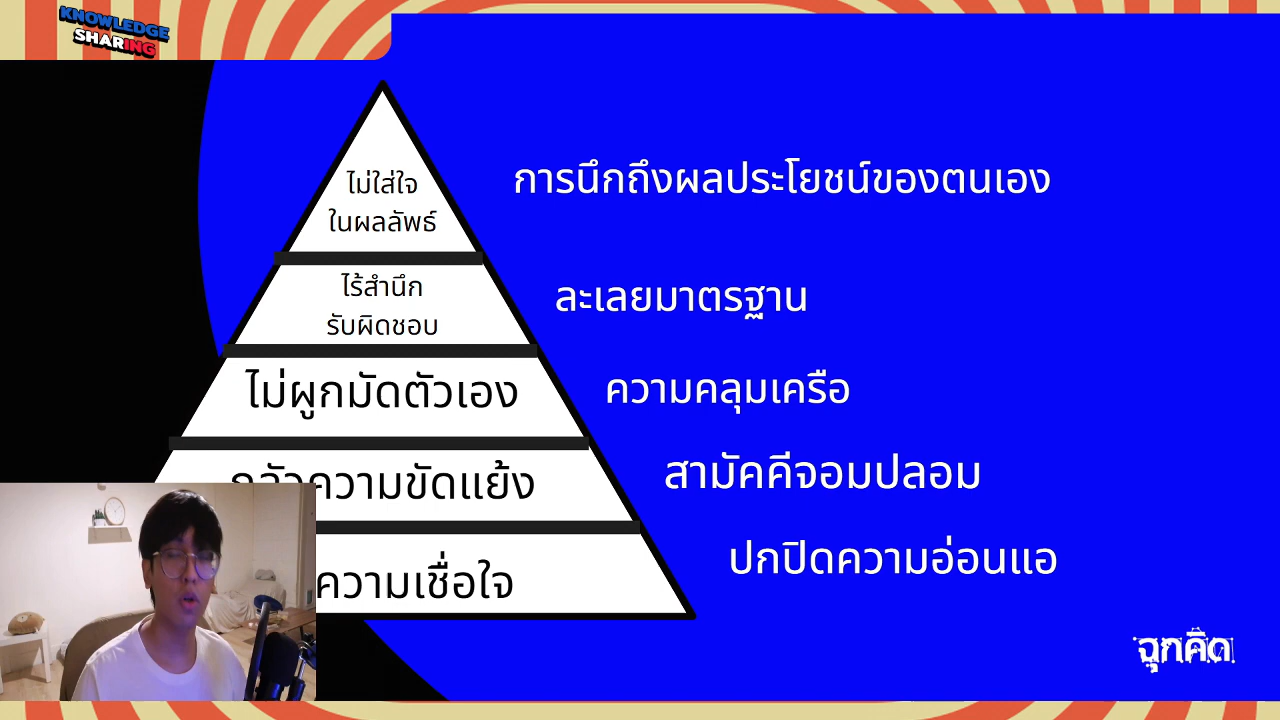 KNOWLEDGE
SHARING
ไม่ใส่ใจ
ในผลลัพธ์
การนึกถึงผลประโยชน์ของตนเอง
ไร้สำนึก
รับผิดชอบ
ละเลยมาตรฐาน
ไม่ผูกมัดตัวเอง
ความคลุมเครือ
กลัวความขัดแย้ง
สามัคคีจอมปลอม
ความเชื่อใจ
ปกปิดความอ่อนแอ
ฉุกคิด